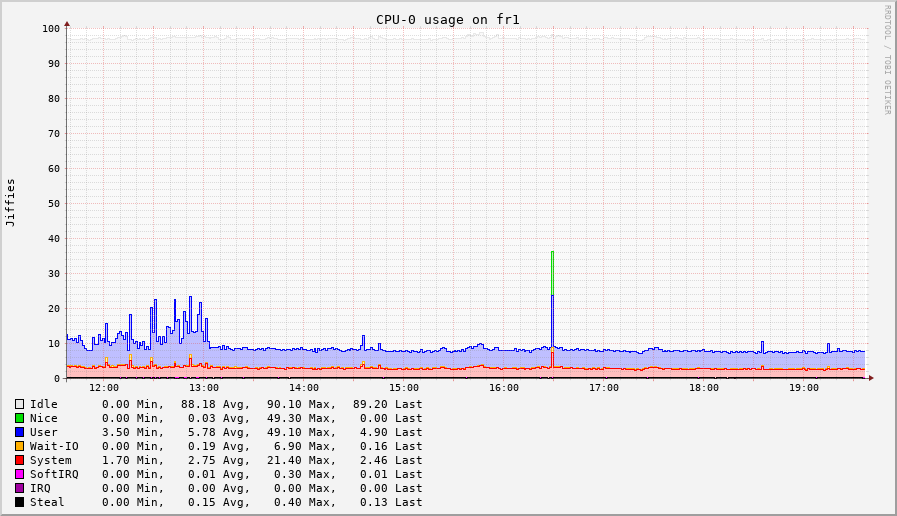 CPU-0 usage on fr1
RRDTOOL / TOBI OETIKER
Jiffies
100
90
80
70
60
50
40
30
20
10
0
12:00 13:00 14:00 15:00 16:00 17:00 18:00 19:00
Idle 0.00 Min, 88.18 Avg, 90.10 Max, 89.20 Last
Nice 0.00 Min, 0.03 Avg, 49.30 Max, 0.00 Last
User 3.50 Min, 5.78 Avg, 49.10 Max, 4.90 Last
Wait-IO 0.00 Min, 0.19 Avg, 6.90 Max, 0.16 Last
System 1.70 Min, 2.75 Avg, 21.40 Max, 2.46 Last
SoftIRQ 0.00 Min, 0.01 Avg, 0.30 Max, 0.01 Last
IRQ 0.00 Min, 0.00 Avg, 0.00 Max, 0.00 Last
Steal 0.00 Min, 0.15 Avg, 0.40 Max, 0.13 Last